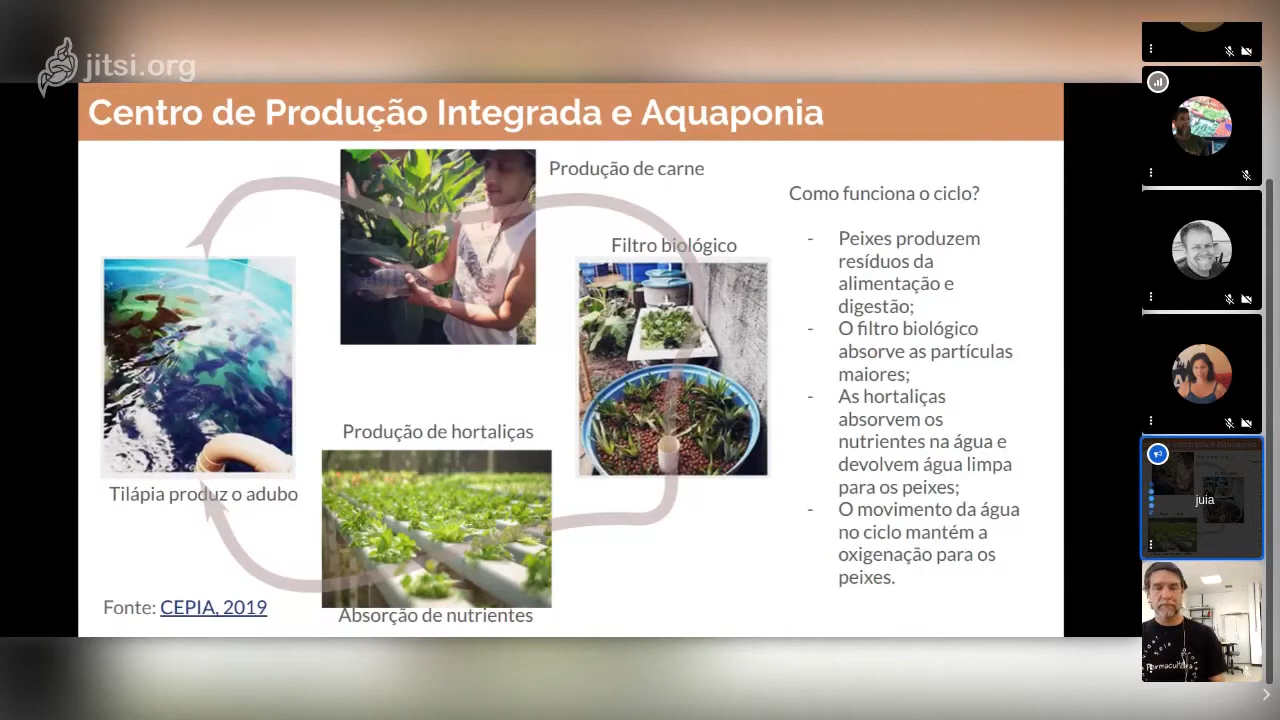 jitsi.org
Centro de Produção Integrada e Aquaponia
Produção de carne
Filtro biológico
Produção de hortaliças
Tilápia produz o adubo
Absorção de nutrientes
Fonte: CEPIA, 2019
Como funciona o ciclo?
- Peixes produzem
resíduos da
alimentação e
digestão;
- O filtro biológico
absorve as partículas
maiores;
- As hortaliças
absorvem os
nutrientes na água e
devolvem água limpa
para os peixes;
- O movimento da água
no ciclo mantém a
oxigenação para os
peixes.
juia
Permacultura